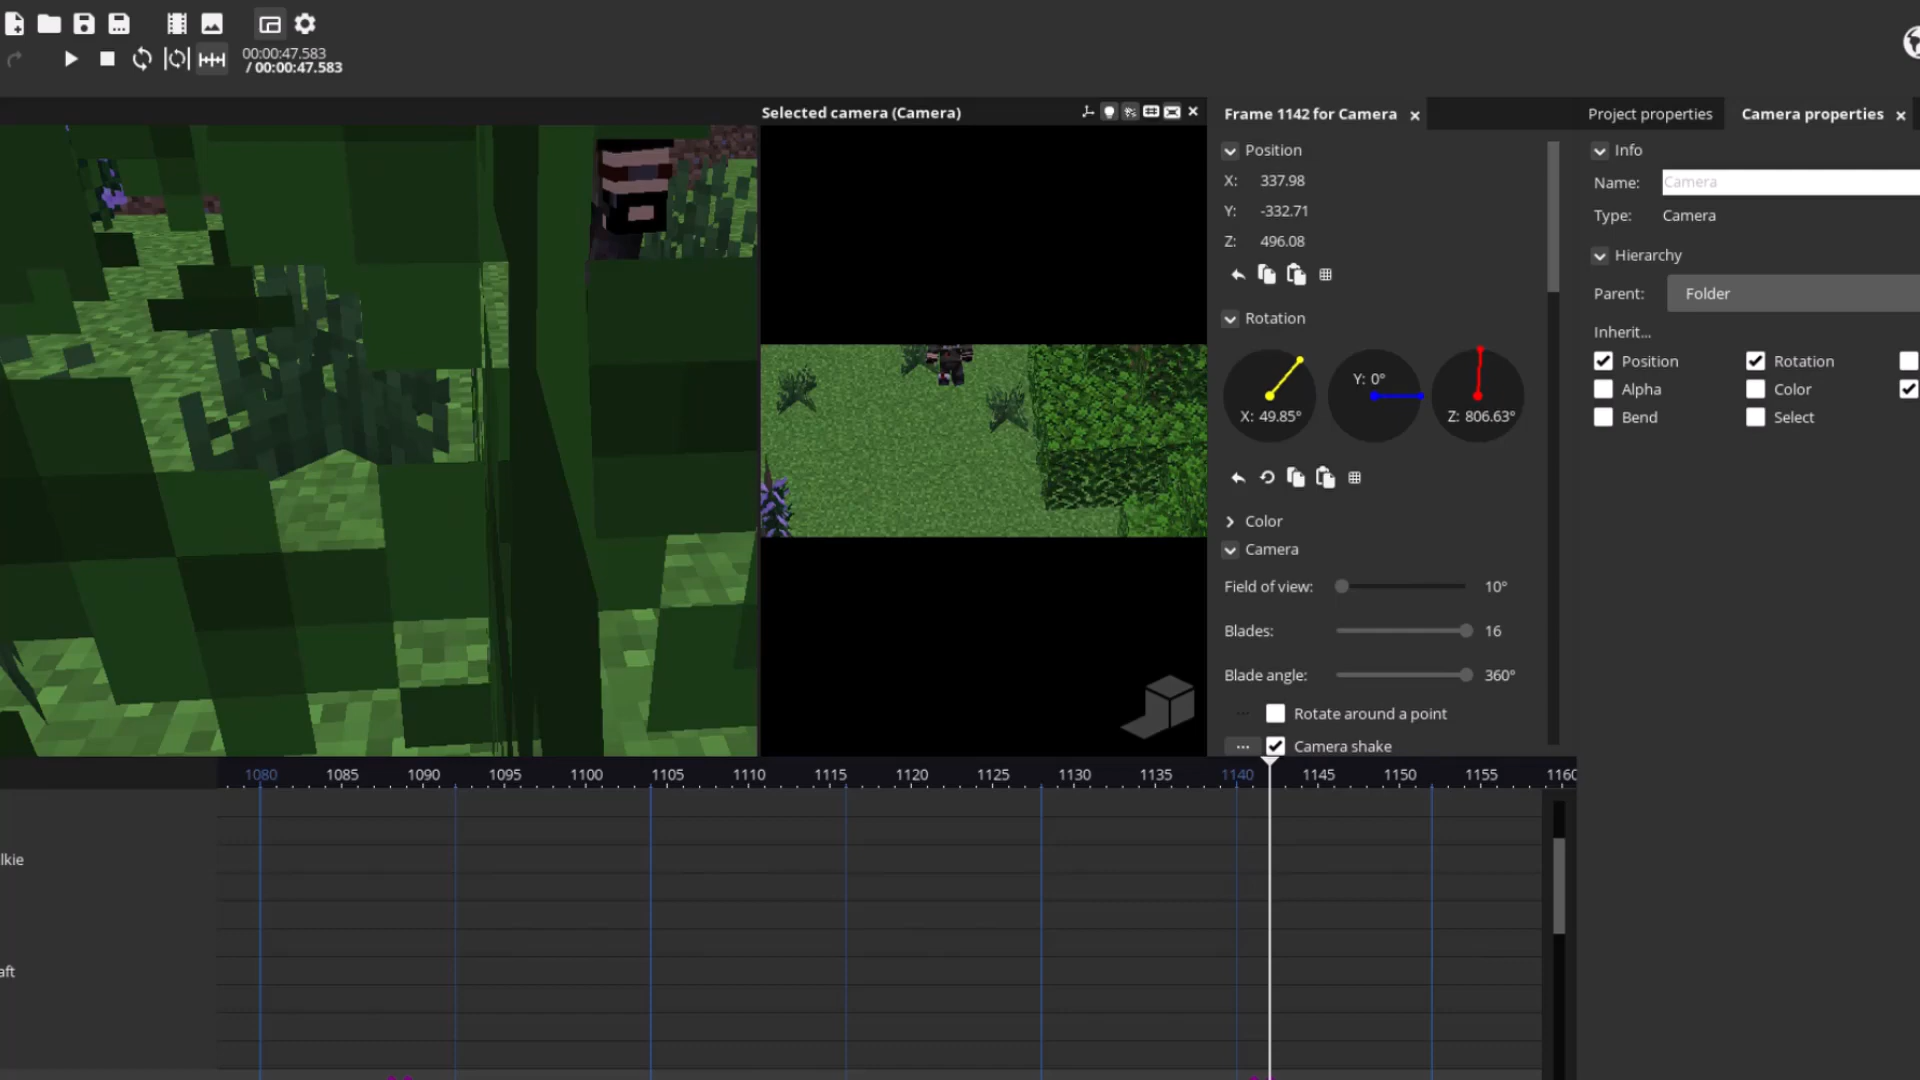 00:00:47.583
/ 00:00:47.583
Selected camera (Camera)
Frame 1142 for Camera
Project properties
Camera properties
Position
X: 337.98
Y: -332.71
Z: 496.08
Rotation
X: 49.85°
Y: 0°
Z: 806.63°
Color
Camera
Field of view: 10°
Blades: 16
Blade angle: 360°
Rotate around a point
Camera shake
Info
Name: Camera
Type: Camera
Hierarchy
Parent: Folder
Inherit...
Position Rotation
Alpha Color
Bend Select
1080 1085 1090 1095 1100 1105 1110 1115 1120 1125 1130 1135 1140 1145 1150 1155 1160
lkie
aft